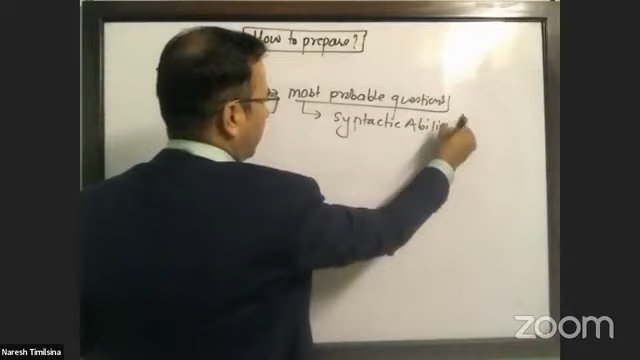 How to prepare?
most probable questions
Syntactic Abili
Naresh Timilsina
zoom